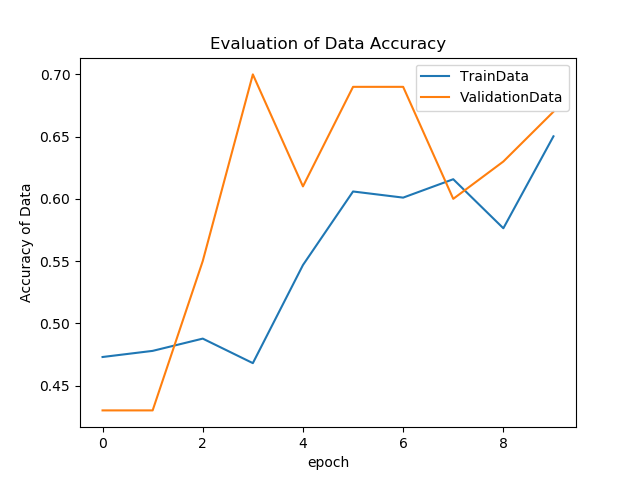 Evaluation of Data Accuracy
TrainData
ValidationData
0.70
0.65
0.60
0.55
0.50
0.45
Accuracy of Data
0 2 4 6 8
epoch